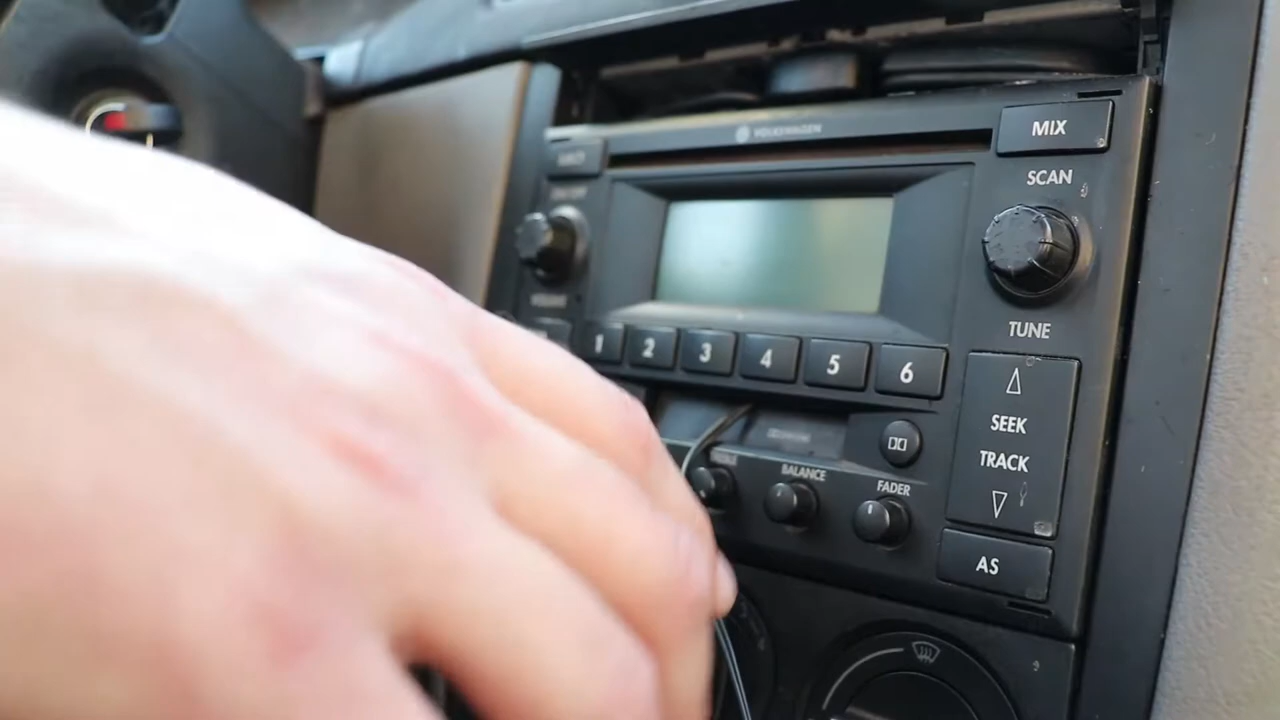 VOLKSWAGEN
MIX
SCAN
TUNE
1 2 3 4 5 6
SEEK
TRACK
BALANCE
FADER
AS